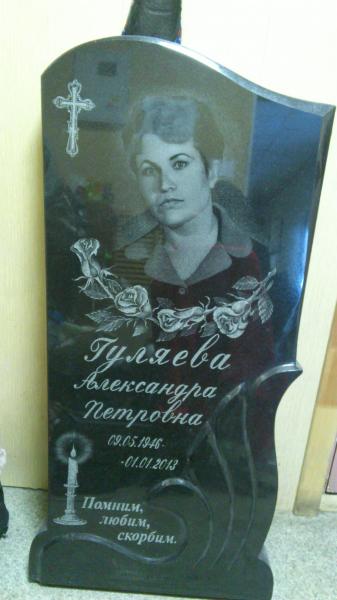 Гуляева
Александра
Петровна
09.05.1946-
-01.01.2013
Помним,
любим,
скорбим.